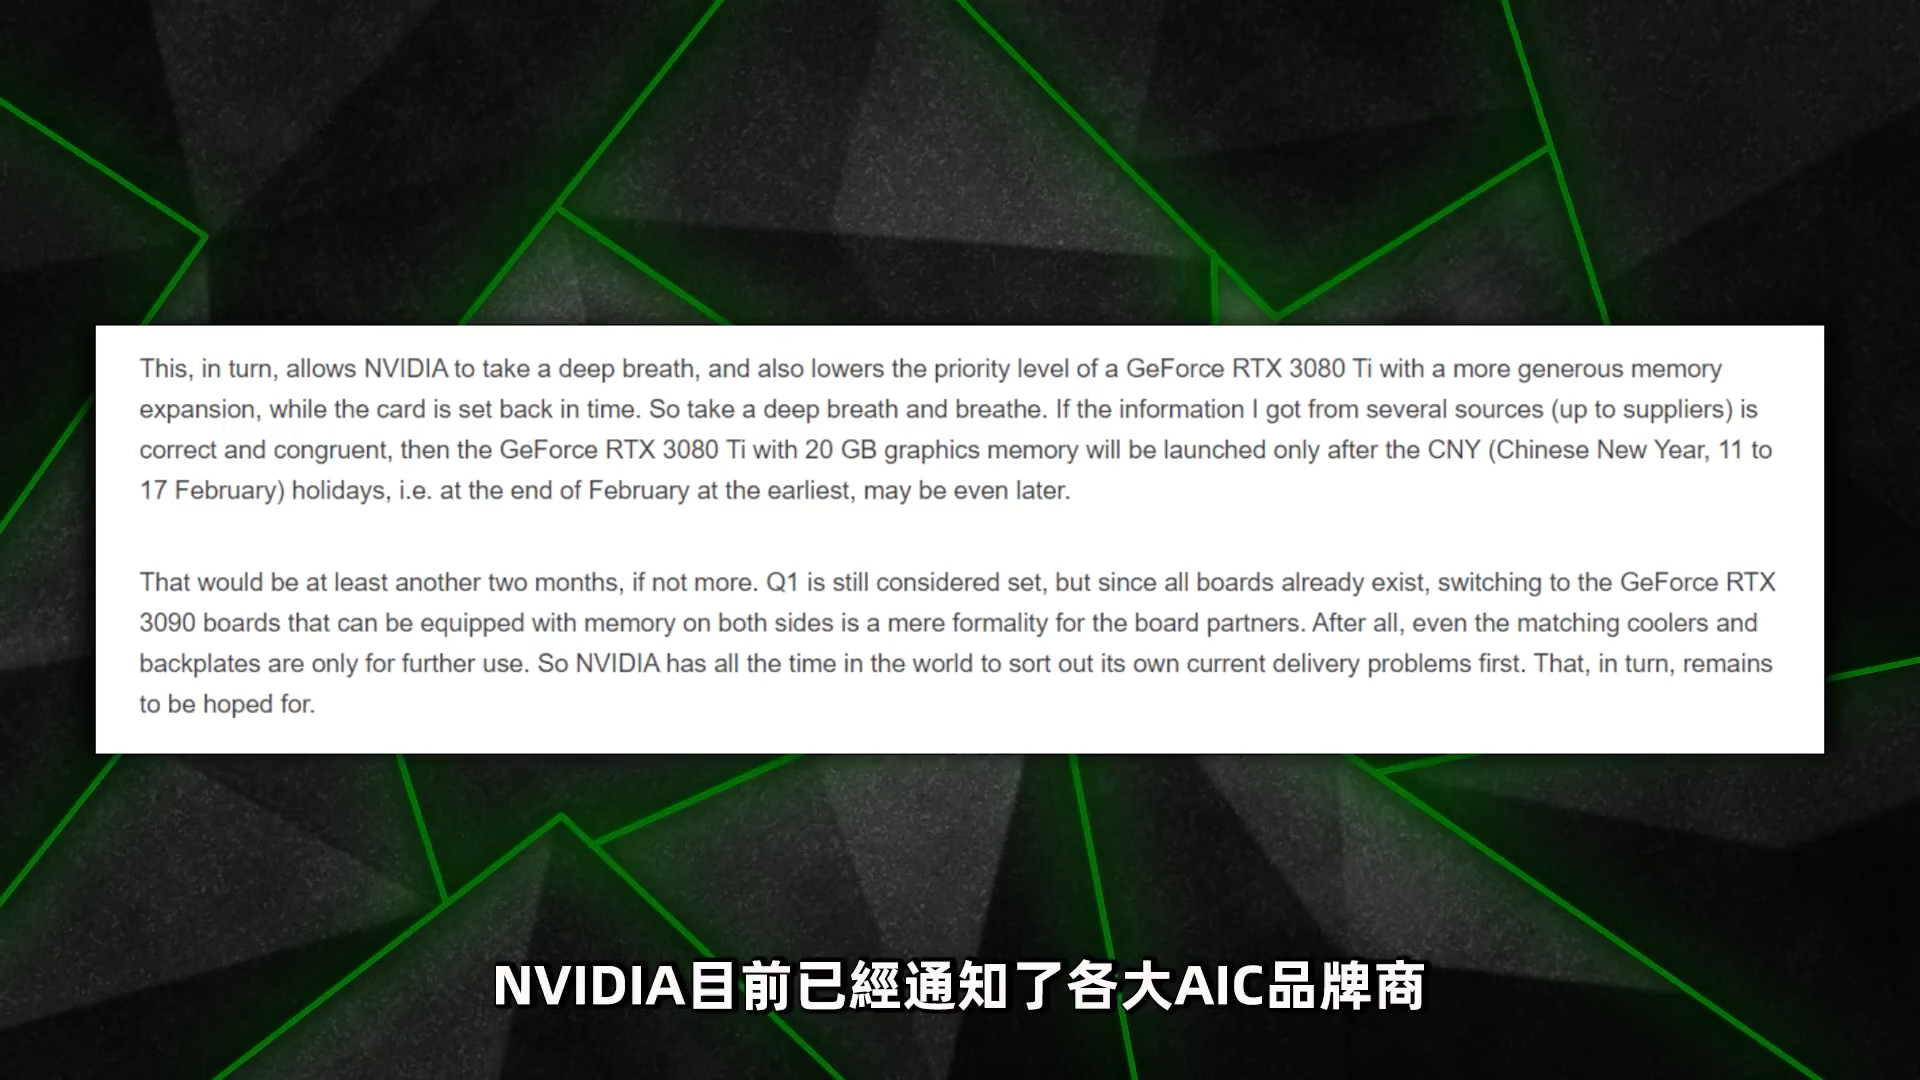 This, in turn, allows NVIDIA to take a deep breath, and also lowers the priority level of a GeForce RTX 3080 Ti with a more generous memory
expansion, while the card is set back in time. So take a deep breath and breathe. If the information I got from several sources (up to suppliers) is
correct and congruent, then the GeForce RTX 3080 Ti with 20 GB graphics memory will be launched only after the CNY (Chinese New Year, 11 to
17 February) holidays, i.e. at the end of February at the earliest, may be even later.
That would be at least another two months, if not more. Q1 is still considered set, but since all boards already exist, switching to the GeForce RTX
3090 boards that can be equipped with memory on both sides is a mere formality for the board partners. After all, even the matching coolers and
backplates are only for further use. So NVIDIA has all the time in the world to sort out its own current delivery problems first. That, in turn, remains
to be hoped for.
NVIDIA目前已經通知了各大AIC品牌商